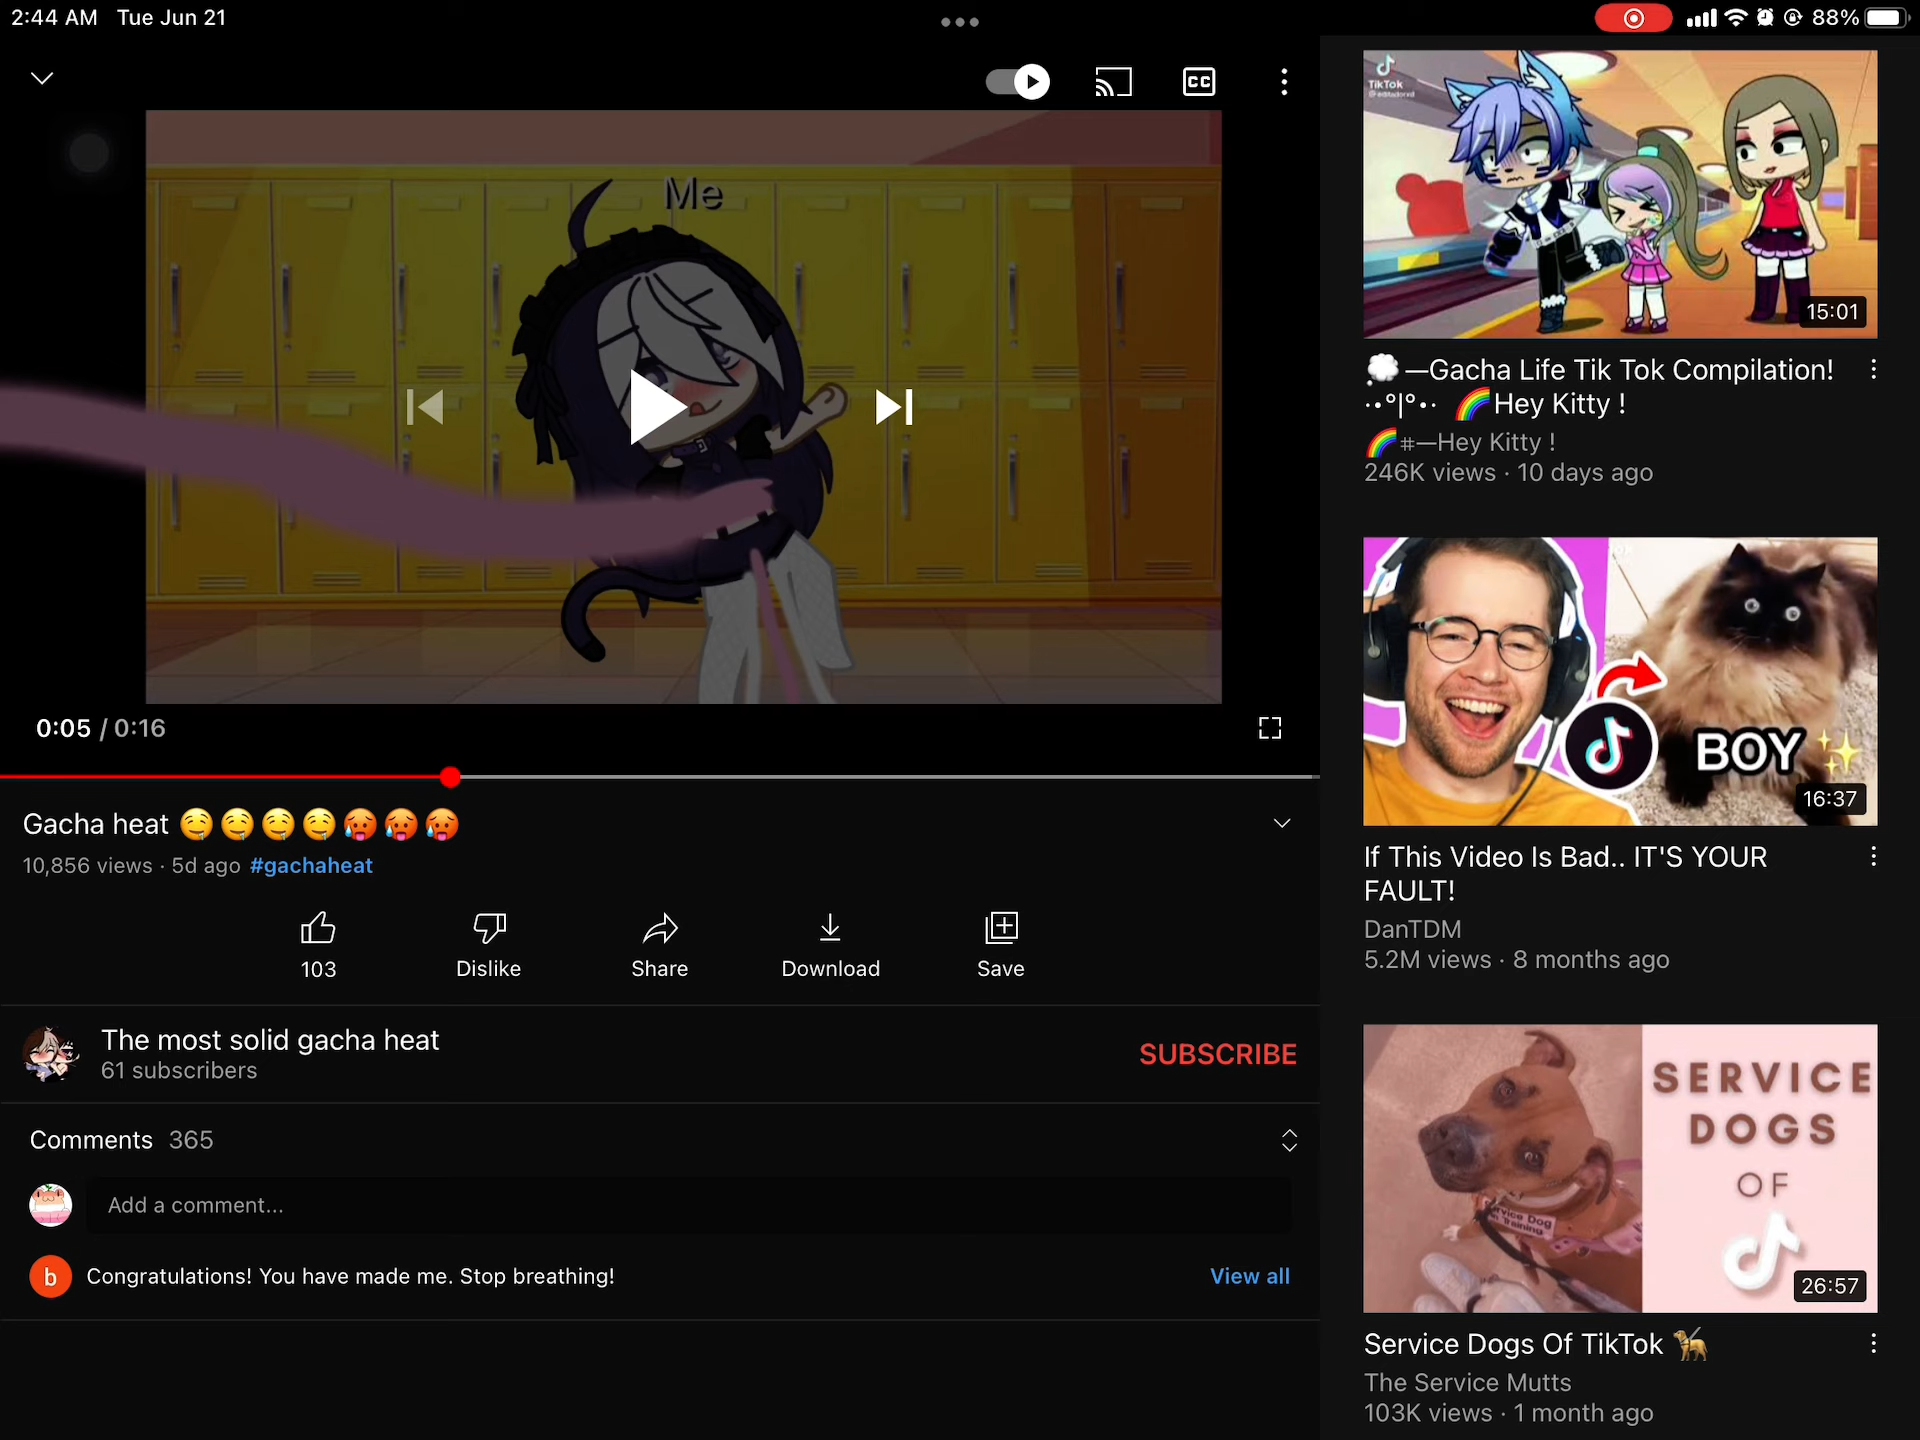 2:44 AM Tue Jun 21
88%
CC
Me
0:05 / 0:16
Gacha heat 🤤🤤🤤🤤🥵🥵🥵
10,856 views · 5d ago #gachaheat
103
Dislike
Share
Download
Save
The most solid gacha heat
61 subscribers
SUBSCRIBE
Comments 365
Add a comment...
b
Congratulations! You have made me. Stop breathing!
View all
TikTok
15:01
💭—Gacha Life Tik Tok Compilation!
··°|°·· 🌈Hey Kitty !
🌈⌗—Hey Kitty !
246K views · 10 days ago
BOY ✨
16:37
If This Video Is Bad.. IT'S YOUR
FAULT!
DanTDM
5.2M views · 8 months ago
SERVICE
DOGS
OF
Service Dog
Training
26:57
Service Dogs Of TikTok 🦮
The Service Mutts
103K views · 1 month ago